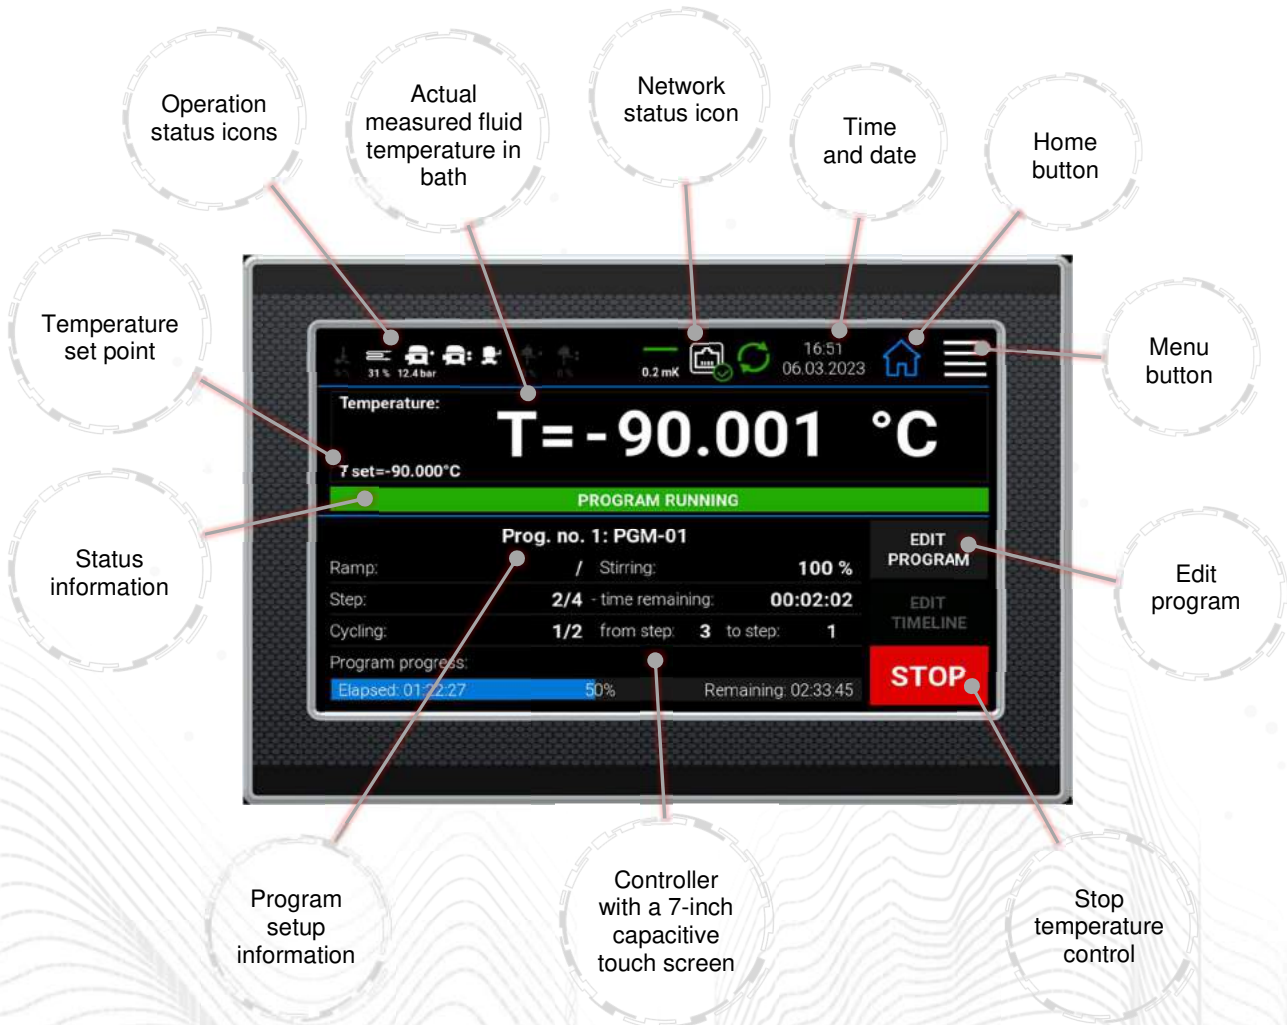 Operation
status icons
Actual
measured fluid
temperature in
bath
Network
status icon
Time
and date
Home
button
Temperature
set point
Menu
button
Status
information
Edit
program
Program
setup
information
Controller
with a 7-inch
capacitive
touch screen
Stop
temperature
control
31 % 12.4 bar
0.2 mK
16:51
06.03.2023
Temperature:
T= - 90.001 °C
T set=-90.000°C
PROGRAM RUNNING
Prog. no. 1: PGM-01
Ramp: / Stirring: 100 %
Step: 2/4 - time remaining: 00:02:02
Cycling: 1/2 from step: 3 to step: 1
Program progress:
Elapsed: 01:22:27 50% Remaining: 02:33:45
EDIT
PROGRAM
EDIT
TIMELINE
STOP